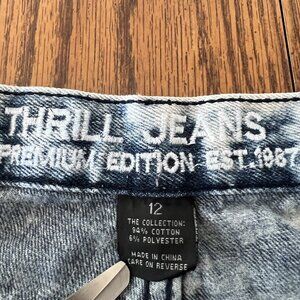 THRILL JEANS
PREMIUM EDITION EST. 1987
12
THE COLLECTION:
94% COTTON
6% POLYESTER
MADE IN CHINA
CARE ON REVERSE